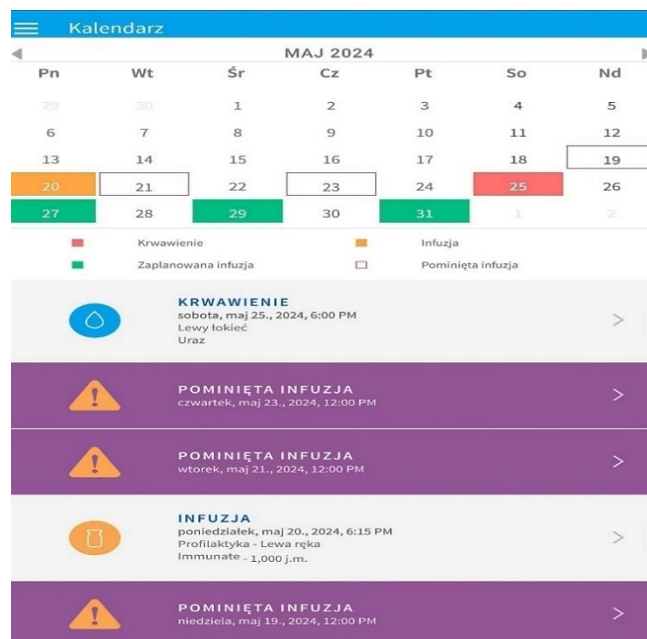 Kalendarz
MAJ 2024
Pn Wt Śr Cz Pt So Nd
29 30 1 2 3 4 5
6 7 8 9 10 11 12
13 14 15 16 17 18 19
20 21 22 23 24 25 26
27 28 29 30 31 1 2
Krwawienie Infuzja
Zaplanowana infuzja Pominięta infuzja
KRWAWIENIE
sobota, maj 25., 2024, 6:00 PM
Lewy łokieć
Uraz
POMINIĘTA INFUZJA
czwartek, maj 23., 2024, 12:00 PM
POMINIĘTA INFUZJA
wtorek, maj 21., 2024, 12:00 PM
INFUZJA
poniedziałek, maj 20., 2024, 6:15 PM
Profilaktyka - Lewa ręka
Immunate - 1,000 j.m.
POMINIĘTA INFUZJA
niedziela, maj 19., 2024, 12:00 PM